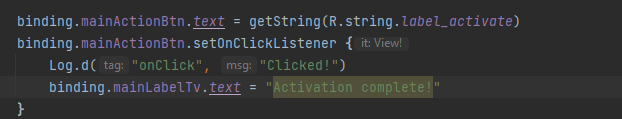 binding.mainActionBtn.text = getString(R.string.label_activate)
binding.mainActionBtn.setOnClickListener { it: View!
Log.d( tag: "onClick", msg: "Clicked!")
binding.mainLabelTv.text = "Activation complete!"
}